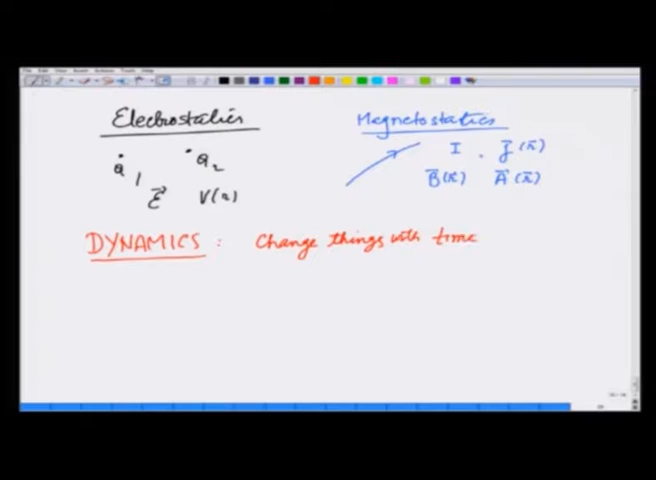 Electrostatics
Magnetostatics
Q1 Q2
I , j⃗(r⃗)
E⃗ V(r)
B⃗(r⃗) A⃗(r⃗)
DYNAMICS : Change things with time